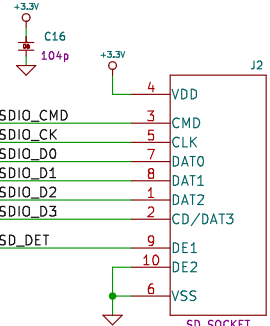 +3.3V
C16
104p
+3.3V
J2
4 VDD
SDIO_CMD 3 CMD
SDIO_CK 5 CLK
SDIO_D0 7 DAT0
SDIO_D1 8 DAT1
SDIO_D2 1 DAT2
SDIO_D3 2 CD/DAT3
SD_DET 9 DE1
10 DE2
6 VSS
SD_SOCKET